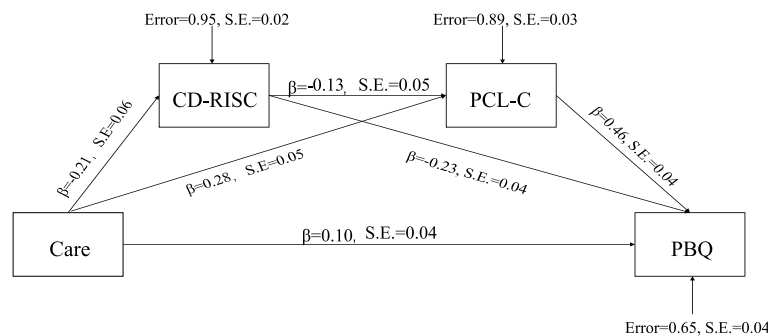 Error=0.95, S.E.=0.02
Error=0.89, S.E.=0.03
CD-RISC
β=-0.13, S.E.=0.05
PCL-C
β=-0.21, S.E=0.06
β=0.28, S.E.=0.05
β=-0.23, S.E.=0.04
β=0.46, S.E.=0.04
Care
β=0.10, S.E.=0.04
PBQ
Error=0.65, S.E.=0.04